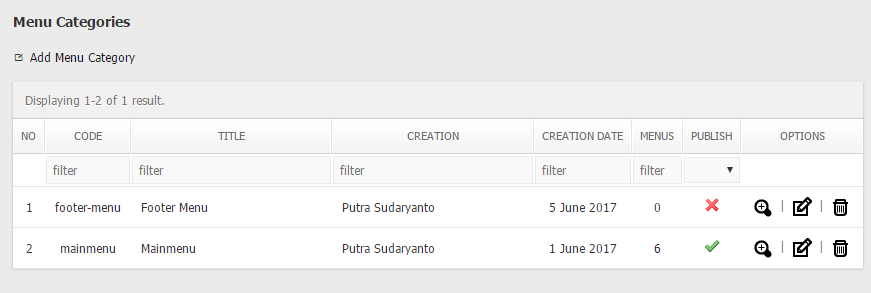 Menu Categories
Add Menu Category
Displaying 1-2 of 1 result.
NO CODE TITLE CREATION CREATION DATE MENUS PUBLISH OPTIONS
filter filter filter filter filter
1 footer-menu Footer Menu Putra Sudaryanto 5 June 2017 0 | |
2 mainmenu Mainmenu Putra Sudaryanto 1 June 2017 6 | |